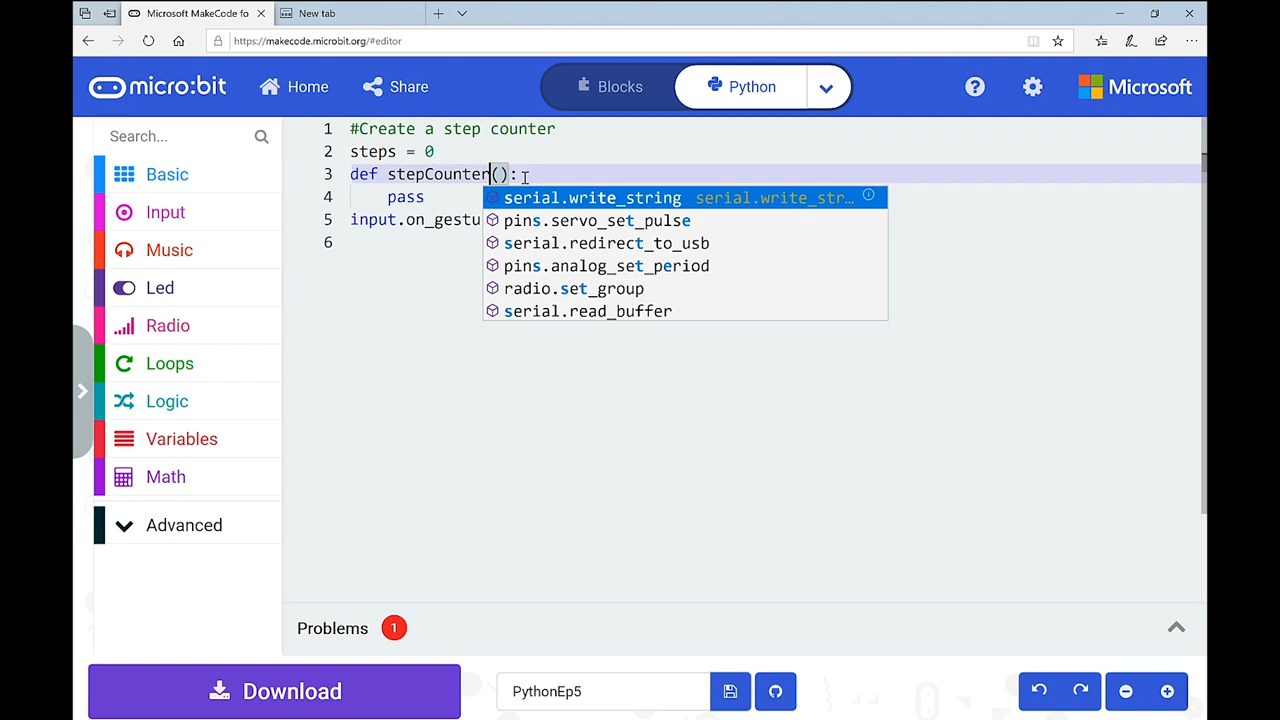 Microsoft MakeCode fo
New tab
https://makecode.microbit.org/#editor
micro:bit
Home
Share
Blocks
Python
Microsoft
Search...
Basic
Input
Music
Led
Radio
Loops
Logic
Variables
Math
Advanced
1 #Create a step counter
2 steps = 0
3 def stepCounter():
4 pass
5 input.on_gestu
6
serial.write_string serial.write_str...
pins.servo_set_pulse
serial.redirect_to_usb
pins.analog_set_period
radio.set_group
serial.read_buffer
Problems 1
Download
PythonEp5